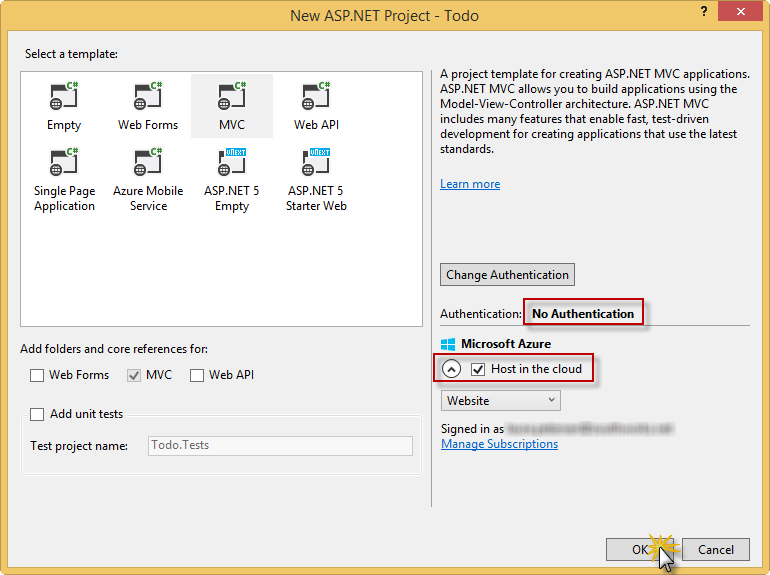 New ASP.NET Project - Todo
?
Select a template:
C#
C#
C#
C#
Empty
Web Forms
MVC
Web API
C#
C#
VNEXT
VNEXT
Single Page
Application
Azure Mobile
Service
ASP.NET 5
Empty
ASP.NET 5
Starter Web
Add folders and core references for:
Web Forms
MVC
Web API
Add unit tests
Test project name:
Todo.Tests
A project template for creating ASP.NET MVC applications.
ASP.NET MVC allows you to build applications using the
Model-View-Controller architecture. ASP.NET MVC
includes many features that enable fast, test-driven
development for creating applications that use the latest
standards.
Learn more
Change Authentication
Authentication: No Authentication
Microsoft Azure
Host in the cloud
Website
Signed in as
Manage Subscriptions
OK
Cancel